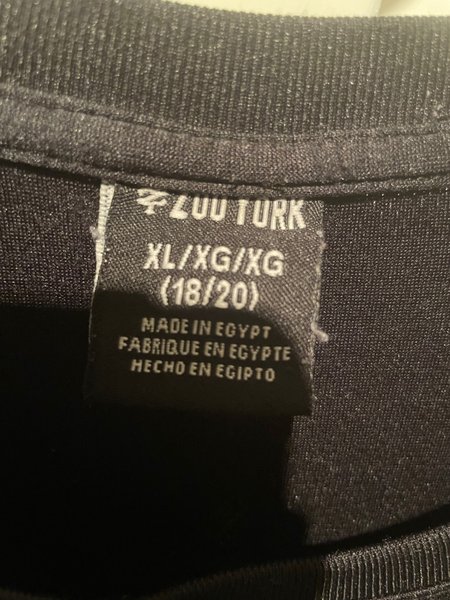 ZOO YORK
XL/XG/XG
(18/20)
MADE IN EGYPT
FABRIQUE EN EGYPTE
HECHO EN EGIPTO